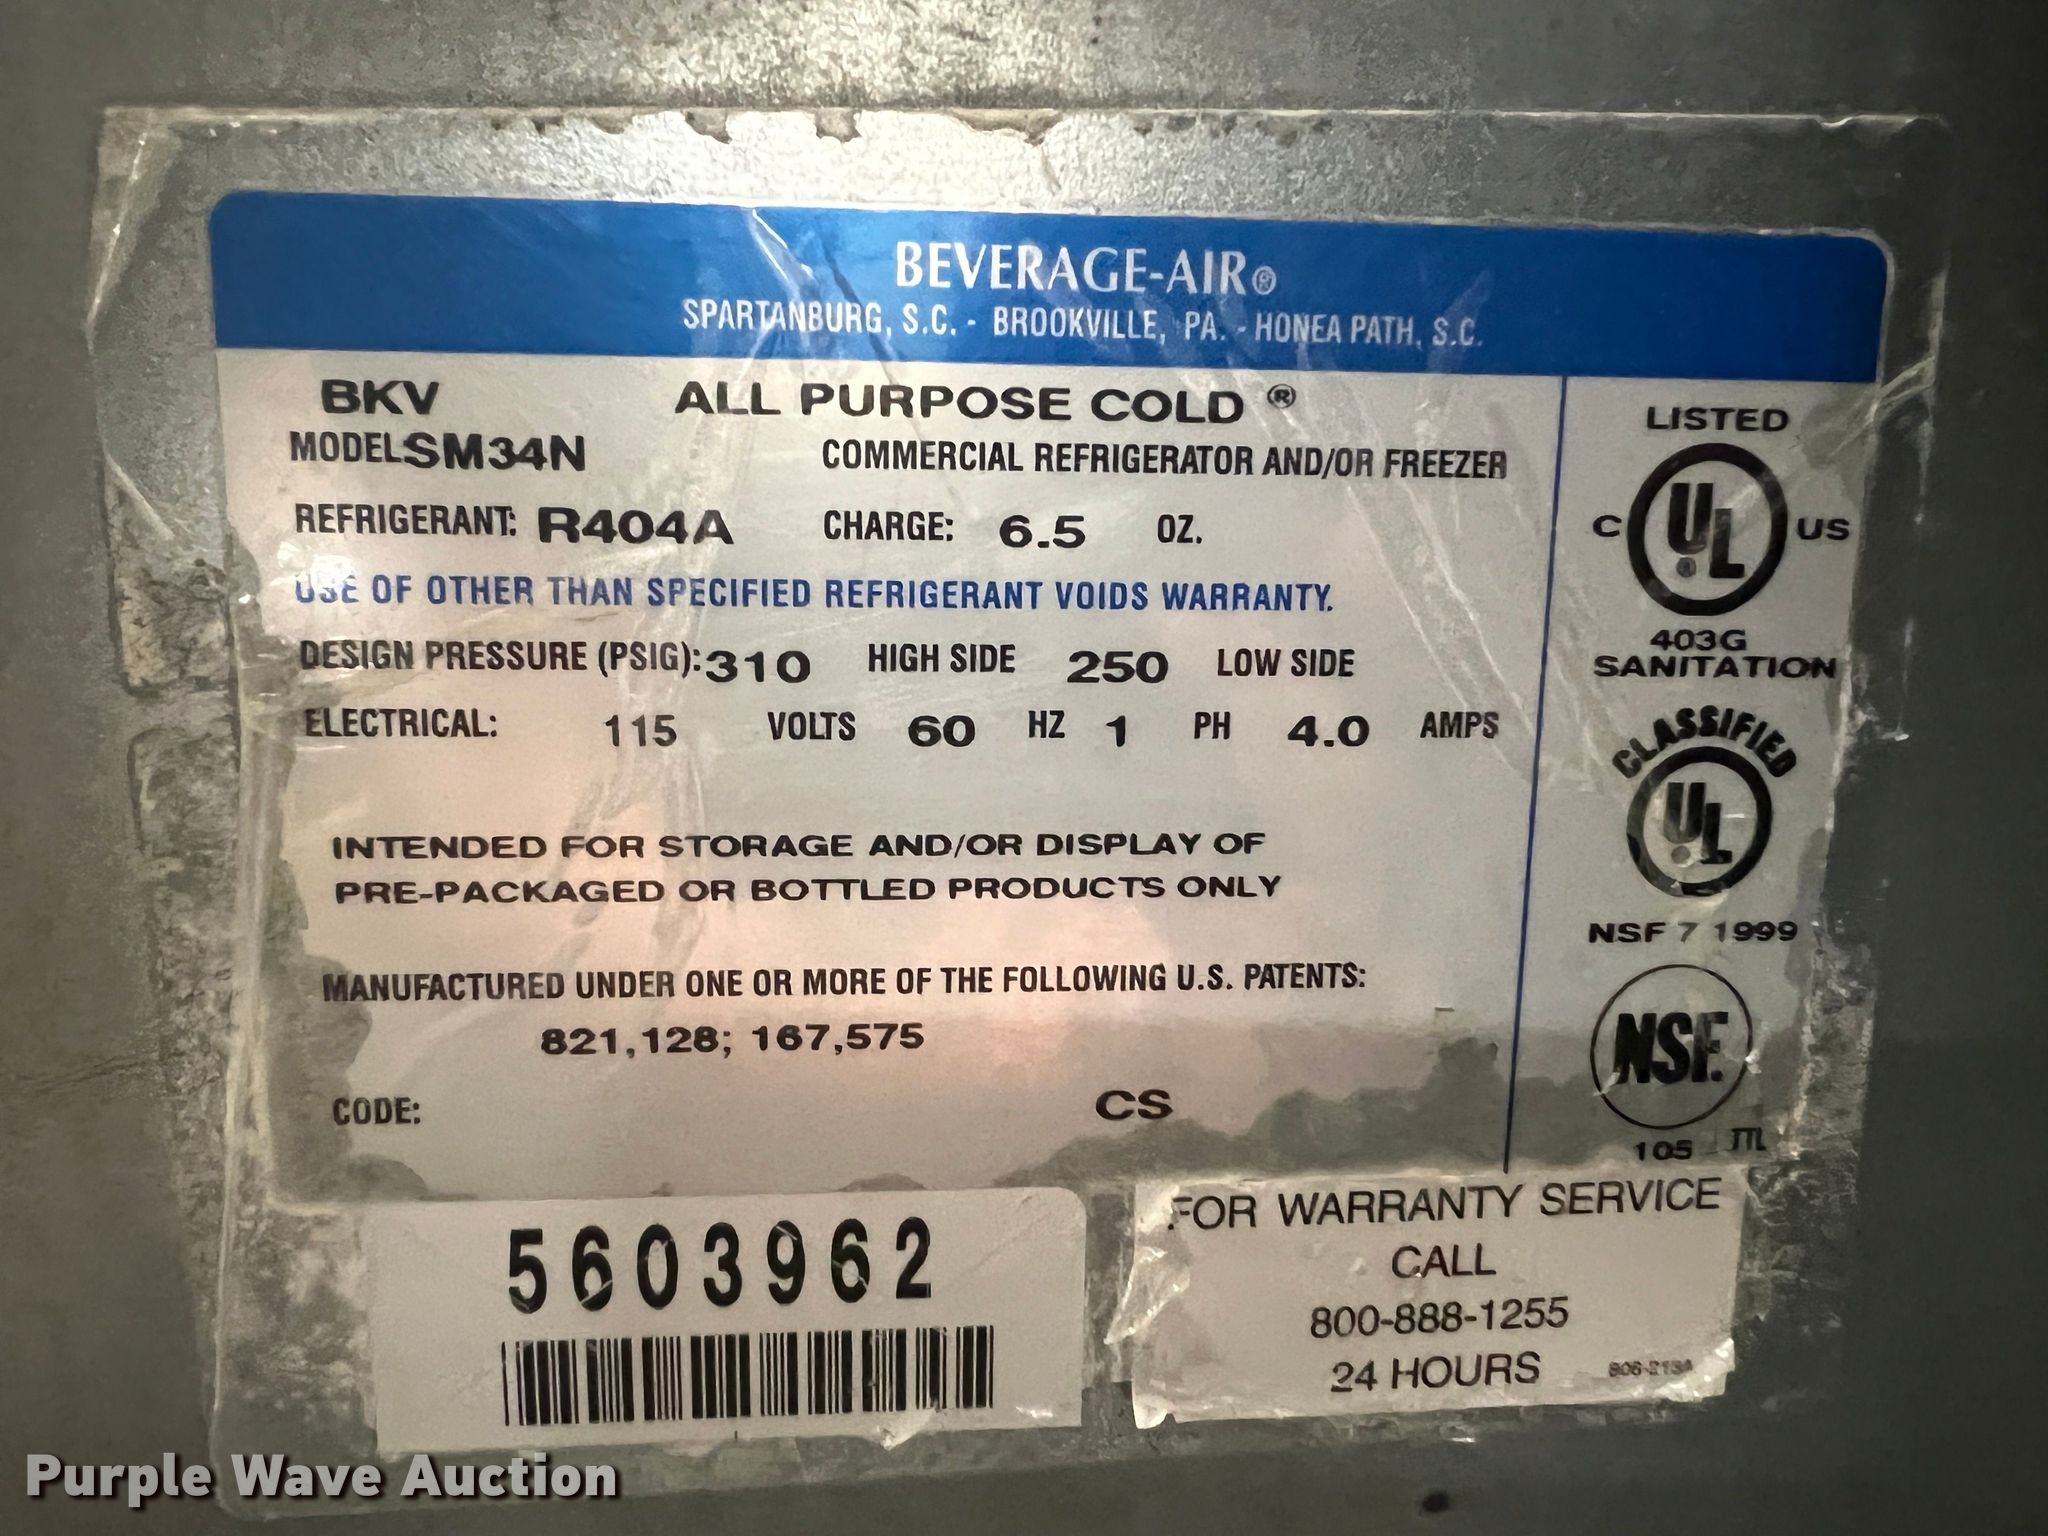 BEVERAGE-AIR®
SPARTANBURG, S.C. - BROOKVILLE, PA. - HONEA PATH, S.C.
BKV ALL PURPOSE COLD ®
MODEL SM34N COMMERCIAL REFRIGERATOR AND/OR FREEZER
REFRIGERANT: R404A CHARGE: 6.5 OZ.
USE OF OTHER THAN SPECIFIED REFRIGERANT VOIDS WARRANTY.
DESIGN PRESSURE (PSIG): 310 HIGH SIDE 250 LOW SIDE
ELECTRICAL: 115 VOLTS 60 HZ 1 PH 4.0 AMPS
INTENDED FOR STORAGE AND/OR DISPLAY OF
PRE-PACKAGED OR BOTTLED PRODUCTS ONLY
MANUFACTURED UNDER ONE OR MORE OF THE FOLLOWING U.S. PATENTS:
821,128; 167,575
CODE: CS
LISTED
C UL ® US
403G
SANITATION
CLASSIFIED
UL
NSF 7 1999
NSF.
105 TTL
5603962
FOR WARRANTY SERVICE
CALL
800-888-1255
24 HOURS
Purple Wave Auction